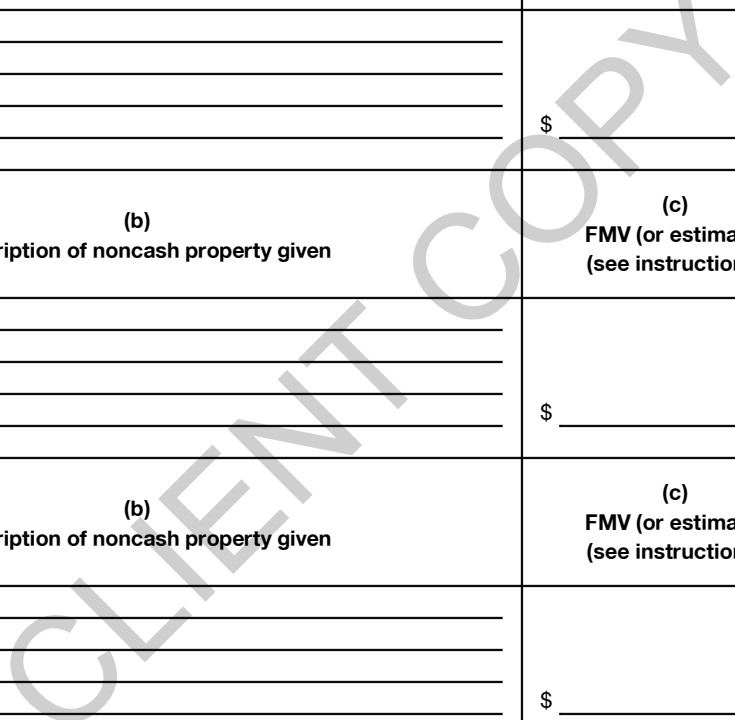 $
(b)
ription of noncash property given
(c)
FMV (or estima
(see instruction
$
(b)
ription of noncash property given
(c)
FMV (or estima
(see instruction
$
CLIENT COPY